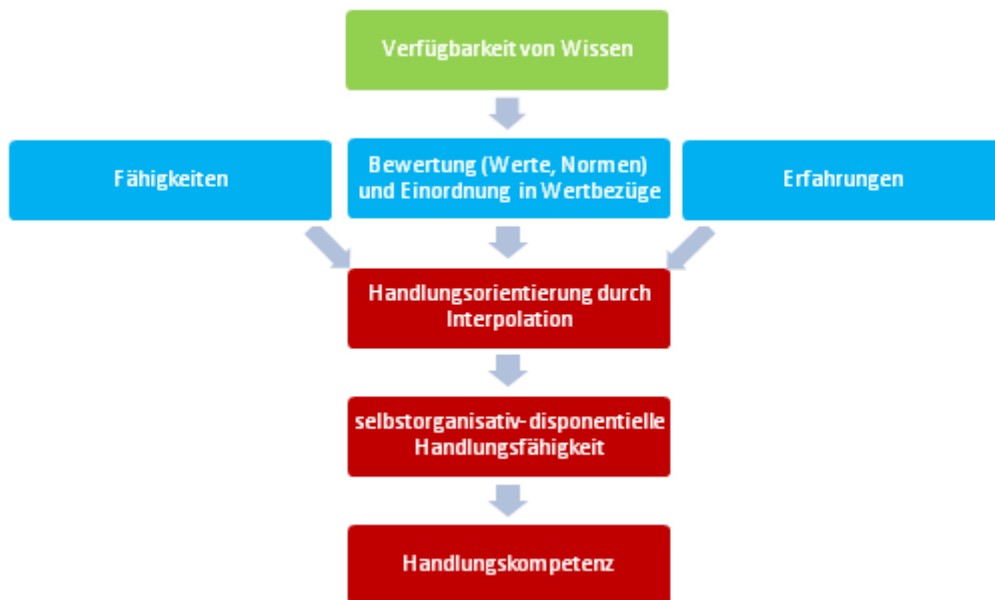 Verfügbarkeit von Wissen
Fähigkeiten
Bewertung (Werte, Normen)
und Einordnung in Wertbezüge
Erfahrungen
Handlungsorientierung durch
Interpolation
selbstorganisativ-disponentielle
Handlungsfähigkeit
Handlungskompetenz